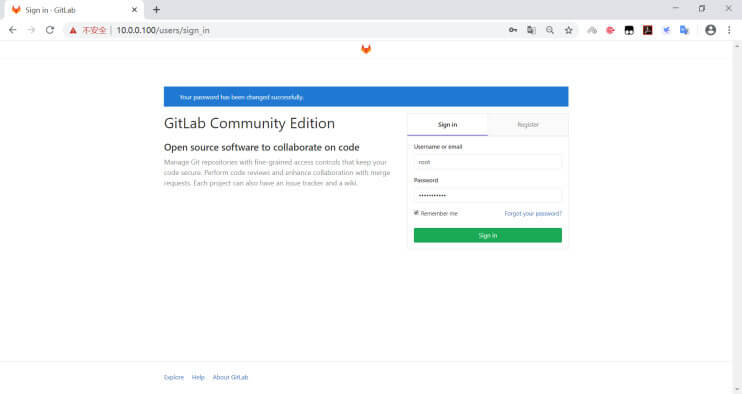 Sign in · GitLab
不安全 10.0.0.100/users/sign_in
Your password has been changed successfully.
GitLab Community Edition
Open source software to collaborate on code
Manage Git repositories with fine-grained access controls that keep your
code secure. Perform code reviews and enhance collaboration with merge
requests. Each project can also have an issue tracker and a wiki.
Sign in Register
Username or email
root
Password
•••••••••••
Remember me Forgot your password?
Sign in
Explore Help About GitLab